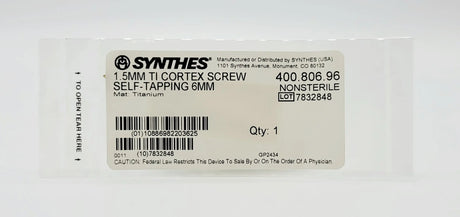 SYNTHES®
Manufactured or Distributed by SYNTHES (USA)
1101 Synthes Avenue, Monument, CO 80132
1.5MM TI CORTEX SCREW
SELF-TAPPING 6MM
Mat: Titanium
400.806.96
NONSTERILE
LOT 7832848
(01)10886982203625
Qty: 1
0011
(10)7832848
GP2434
CAUTION: Federal Law Restricts This Device To Sale By Or On The Order Of A Physician.
TO OPEN TEAR HERE